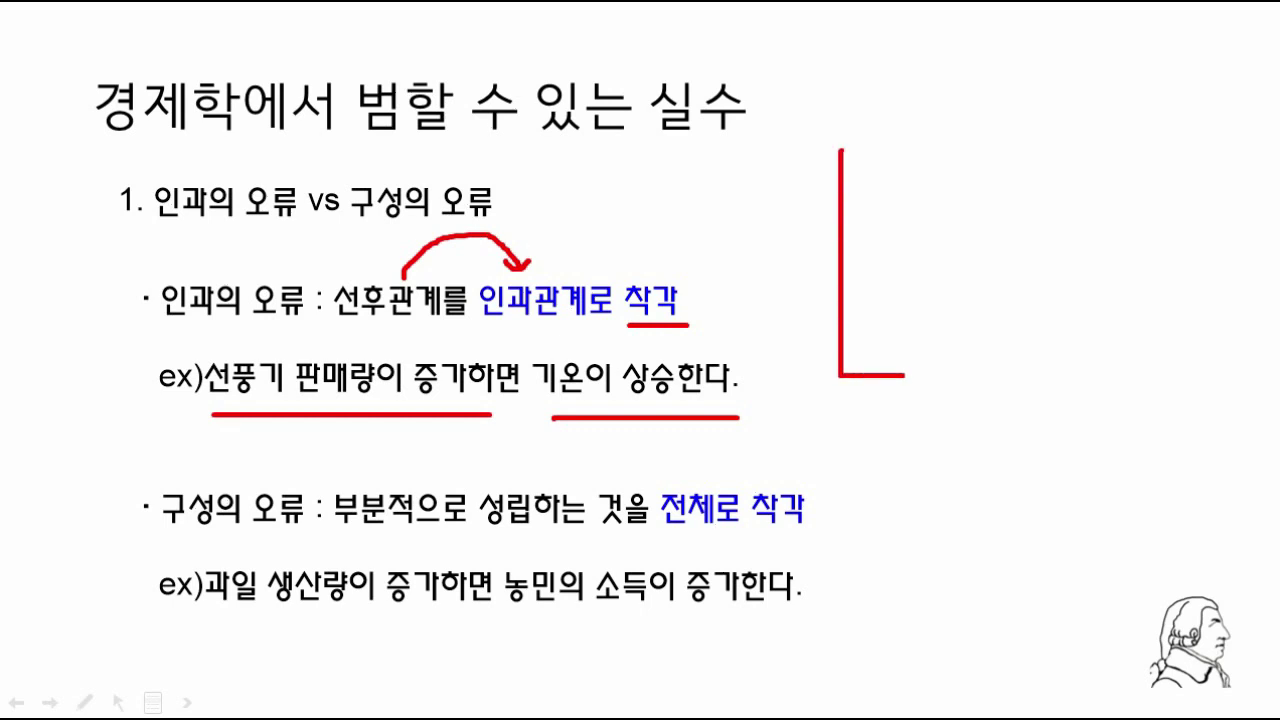 경제학에서 범할 수 있는 실수
1. 인과의 오류 vs 구성의 오류
· 인과의 오류 : 선후관계를 인과관계로 착각
ex)선풍기 판매량이 증가하면 기온이 상승한다.
· 구성의 오류 : 부분적으로 성립하는 것을 전체로 착각
ex)과일 생산량이 증가하면 농민의 소득이 증가한다.